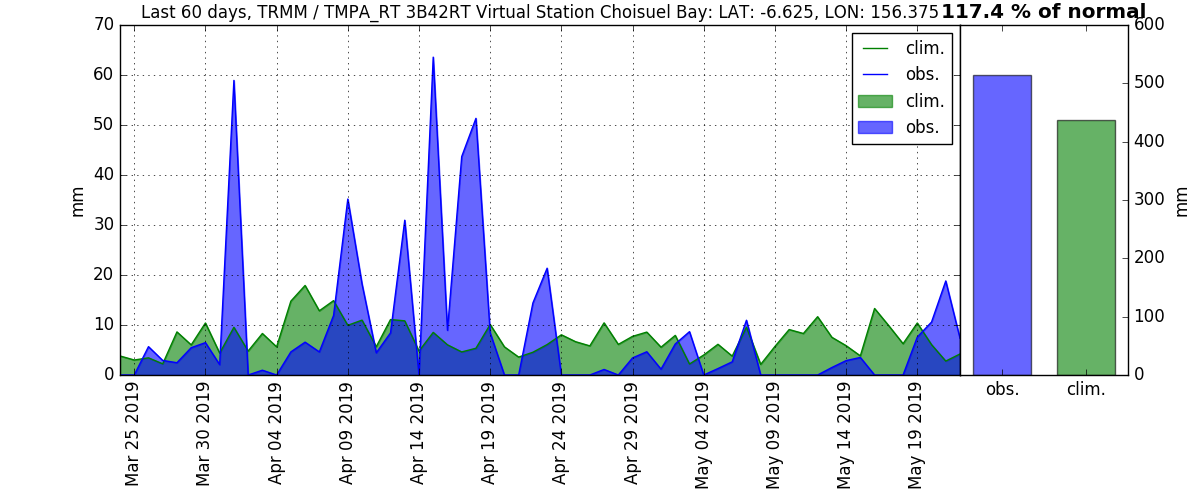 Last 60 days, TRMM / TMPA_RT 3B42RT Virtual Station Choisuel Bay: LAT: -6.625, LON: 156.375
117.4 % of normal
70
60
50
40
30
20
10
0
mm
clim.
obs.
clim.
obs.
Mar 25 2019
Mar 30 2019
Apr 04 2019
Apr 09 2019
Apr 14 2019
Apr 19 2019
Apr 24 2019
Apr 29 2019
May 04 2019
May 09 2019
May 14 2019
May 19 2019
600
500
400
300
200
100
0
mm
obs.
clim.